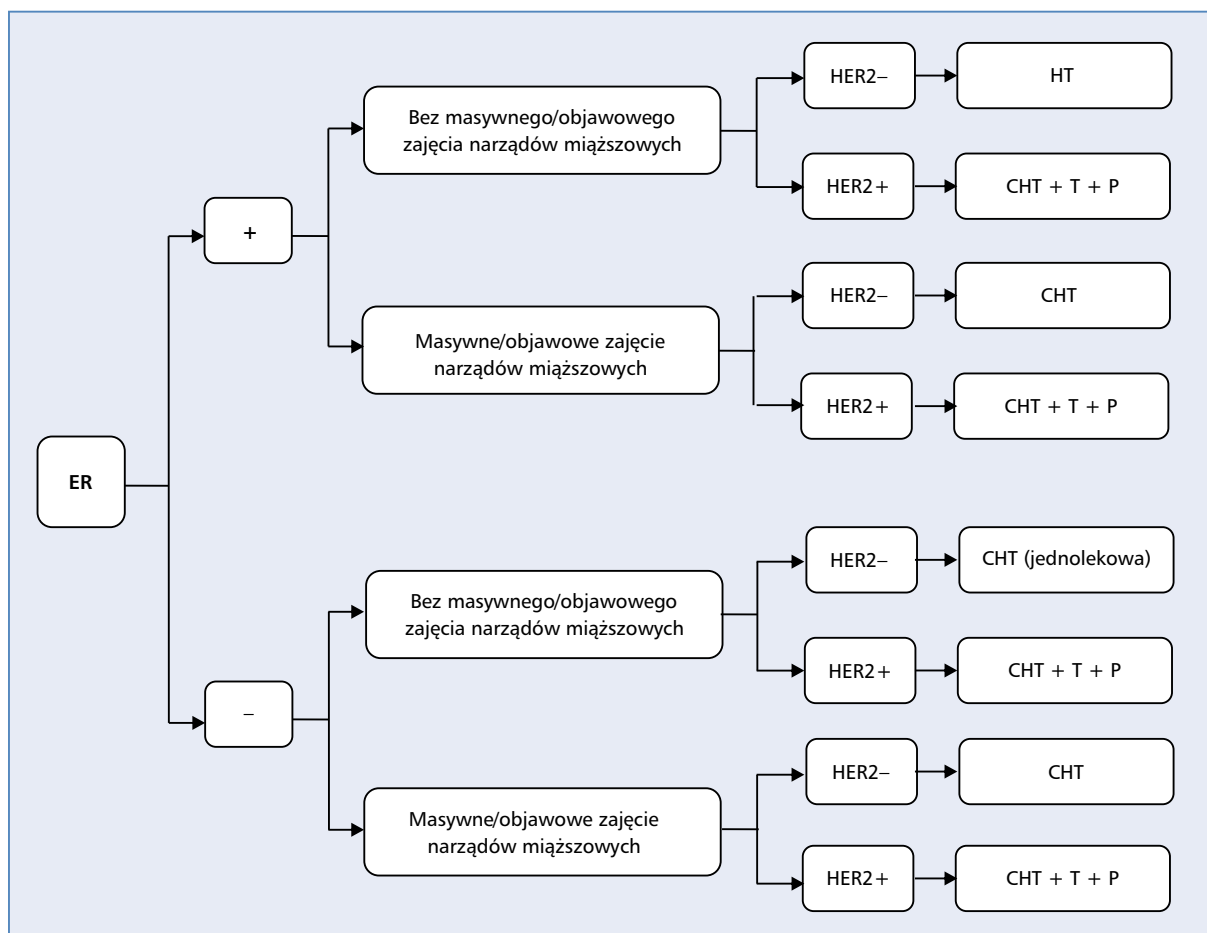 ER
+
Bez masywnego/objawowego
zajęcia narządów miąższowych
HER2−
HT
HER2+
CHT + T + P
Masywne/objawowe zajęcie
narządów miąższowych
HER2−
CHT
HER2+
CHT + T + P
−
Bez masywnego/objawowego
zajęcia narządów miąższowych
HER2−
CHT (jednolekowa)
HER2+
CHT + T + P
Masywne/objawowe zajęcie
narządów miąższowych
HER2−
CHT
HER2+
CHT + T + P